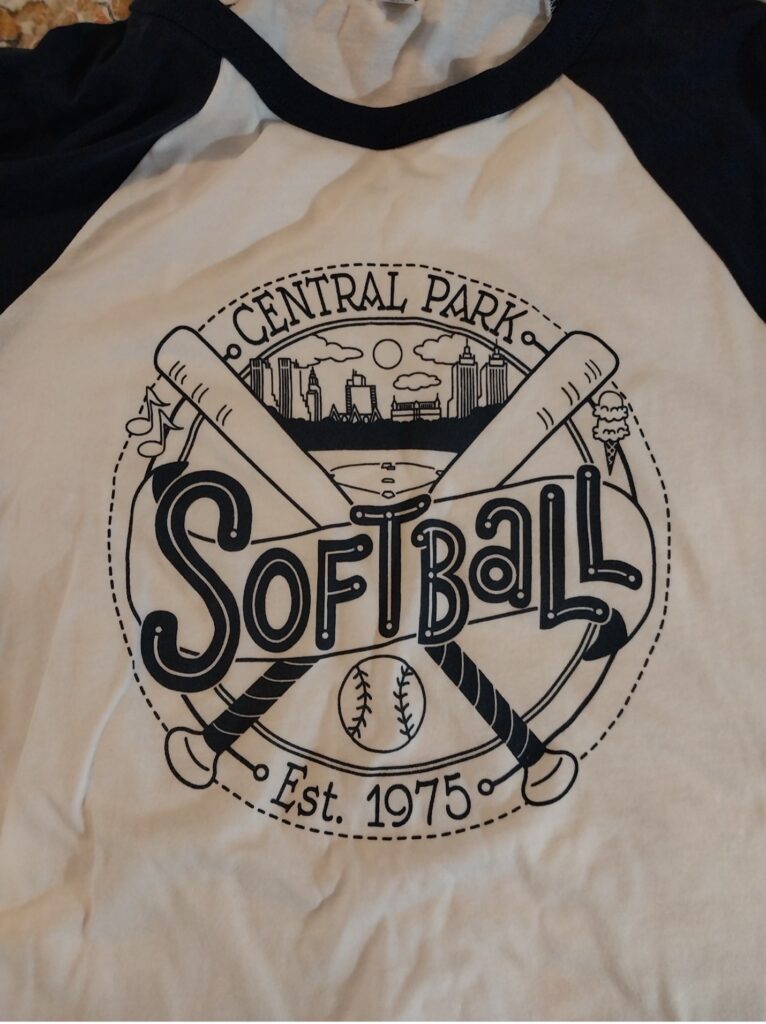 CENTRAL PARK
SOFTBaLL
Est. 1975